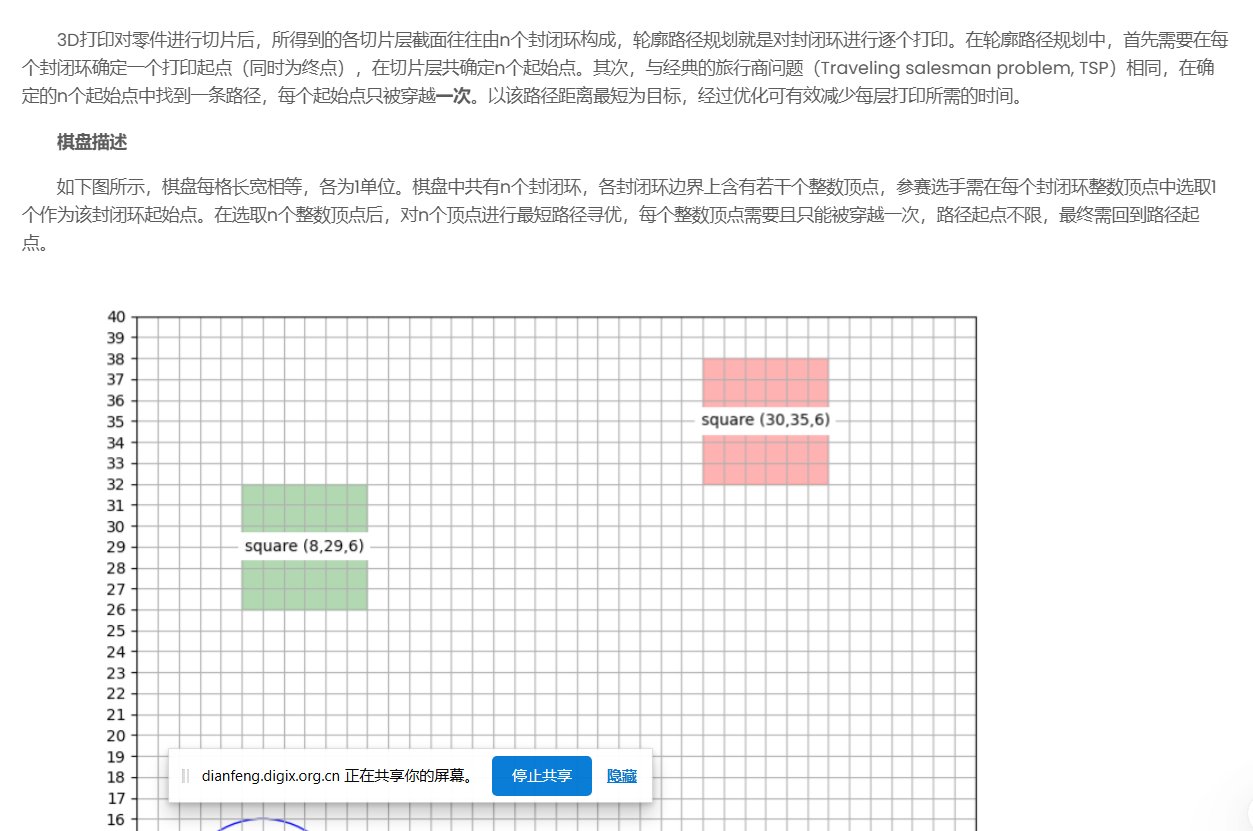 3D打印对零件进行切片后，所得到的各切片层截面往往由n个封闭环构成，轮廓路径规划就是对封闭环进行逐个打印。在轮廓路径规划中，首先需要在每
个封闭环确定一个打印起点（同时为终点），在切片层共确定n个起始点。其次，与经典的旅行商问题（Traveling salesman problem, TSP）相同，在确
定的n个起始点中找到一条路径，每个起始点只被穿越一次。以该路径距离最短为目标，经过优化可有效减少每层打印所需的时间。
棋盘描述
如下图所示，棋盘每格长宽相等，各为1单位。棋盘中共有n个封闭环，各封闭环边界上含有若干个整数顶点，参赛选手需在每个封闭环整数顶点中选取1
个作为该封闭环起始点。在选取n个整数顶点后，对n个顶点进行最短路径寻优，每个整数顶点需要且只能被穿越一次，路径起点不限，最终需回到路径起
点。
40
39
38
37
36
35
square (30,35,6)
34
33
32
31
30
29
square (8,29,6)
28
27
26
25
24
23
22
21
20
19
18
17
16
dianfeng.digix.org.cn 正在共享你的屏幕。 停止共享 隐藏